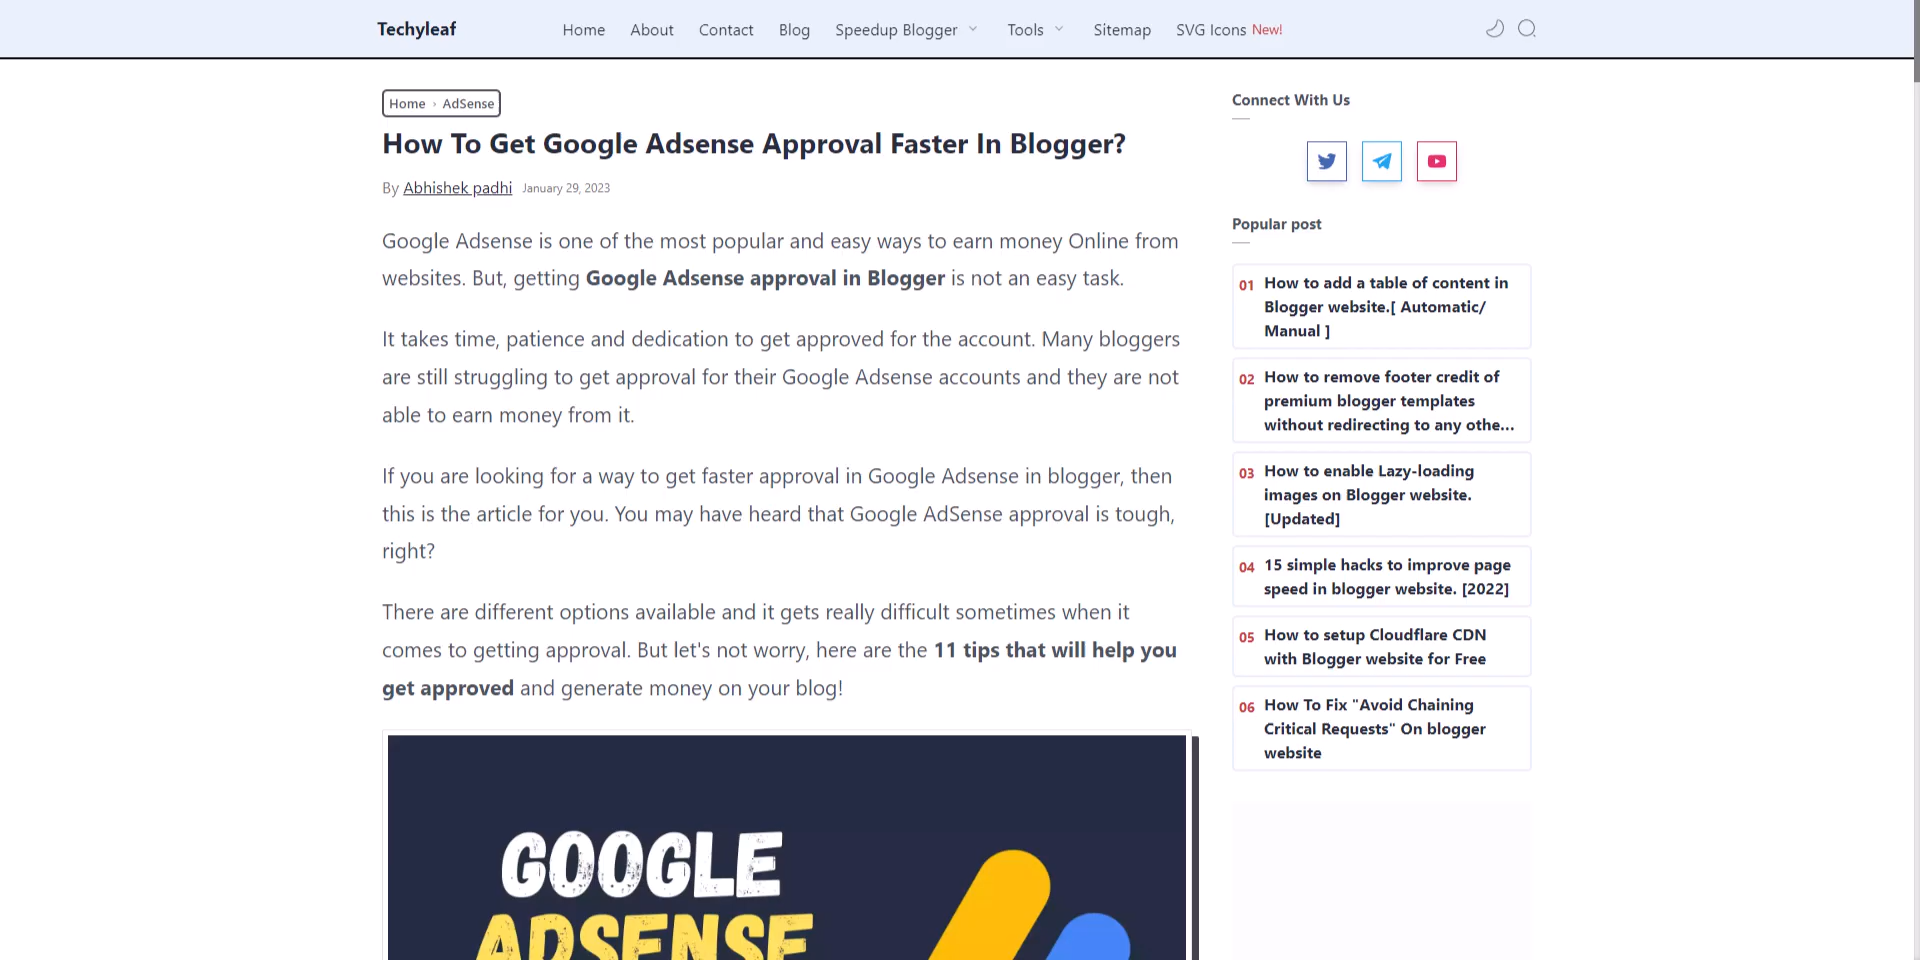 Techyleaf
Home About Contact Blog Speedup Blogger Tools Sitemap SVG Icons New!
Home › AdSense
How To Get Google Adsense Approval Faster In Blogger?
By Abhishek padhi January 29, 2023
Google Adsense is one of the most popular and easy ways to earn money Online from
websites. But, getting Google Adsense approval in Blogger is not an easy task.
It takes time, patience and dedication to get approved for the account. Many bloggers
are still struggling to get approval for their Google Adsense accounts and they are not
able to earn money from it.
If you are looking for a way to get faster approval in Google Adsense in blogger, then
this is the article for you. You may have heard that Google AdSense approval is tough,
right?
There are different options available and it gets really difficult sometimes when it
comes to getting approval. But let's not worry, here are the 11 tips that will help you
get approved and generate money on your blog!
GOOGLE
ADSENSE
Connect With Us
Popular post
01 How to add a table of content in
Blogger website.[ Automatic/
Manual ]
02 How to remove footer credit of
premium blogger templates
without redirecting to any othe...
03 How to enable Lazy-loading
images on Blogger website.
[Updated]
04 15 simple hacks to improve page
speed in blogger website. [2022]
05 How to setup Cloudflare CDN
with Blogger website for Free
06 How To Fix "Avoid Chaining
Critical Requests" On blogger
website